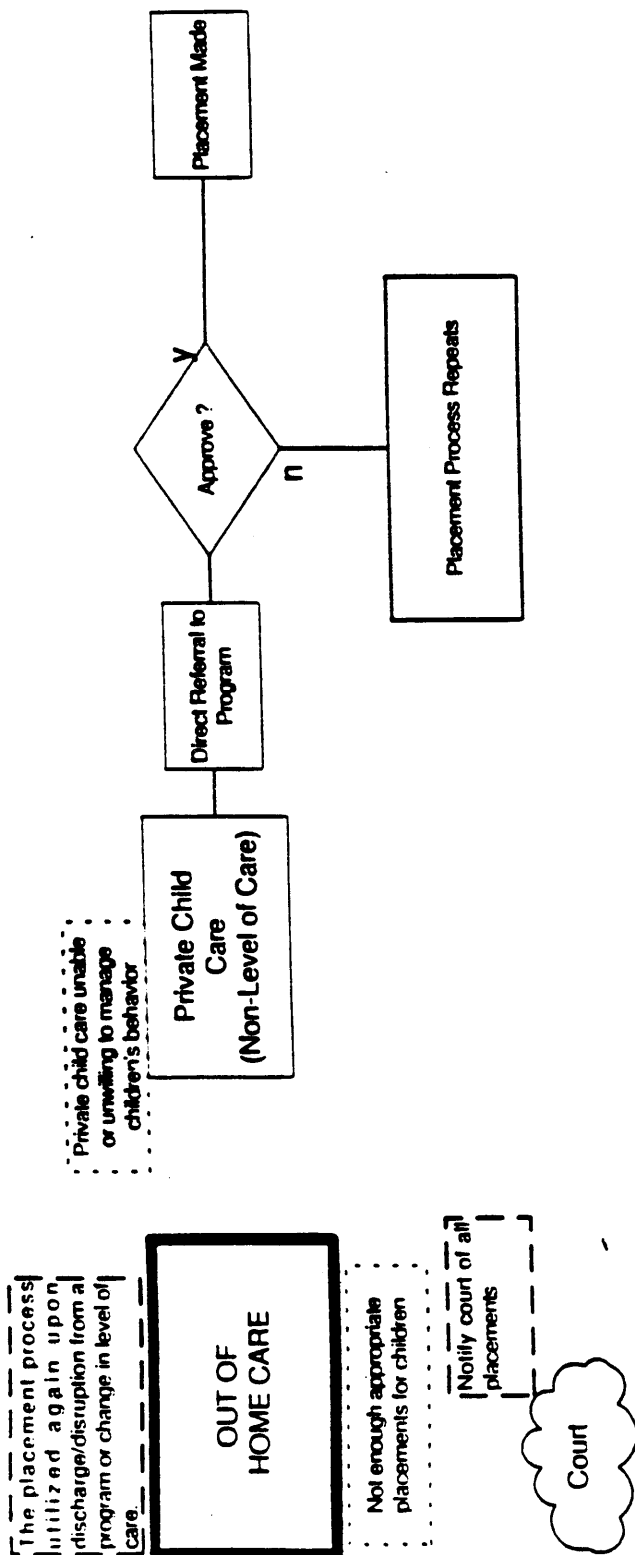 The placement process
utilized again upon
discharge/disruption from a
program or change in level of
care.
OUT OF
HOME CARE
Not enough appropriate
placements for children
Notify court of all
placements
Court
Private child care unable
or unwilling to manage
children's behavior
Private Child
Care
(Non-Level of Care)
Direct Referral to
Program
Approve ?
y
n
Placement Made
Placement Process Repeats